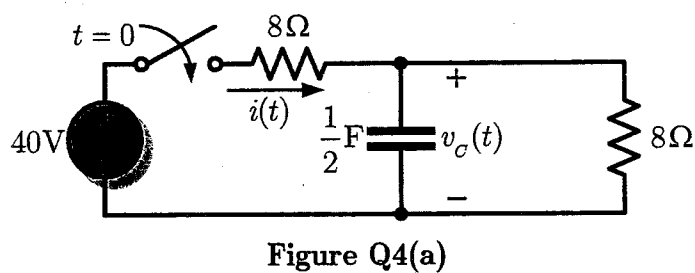 t = 0
8Ω
i(t)
40V
1/2 F
+
v_C(t)
−
8Ω
Figure Q4(a)